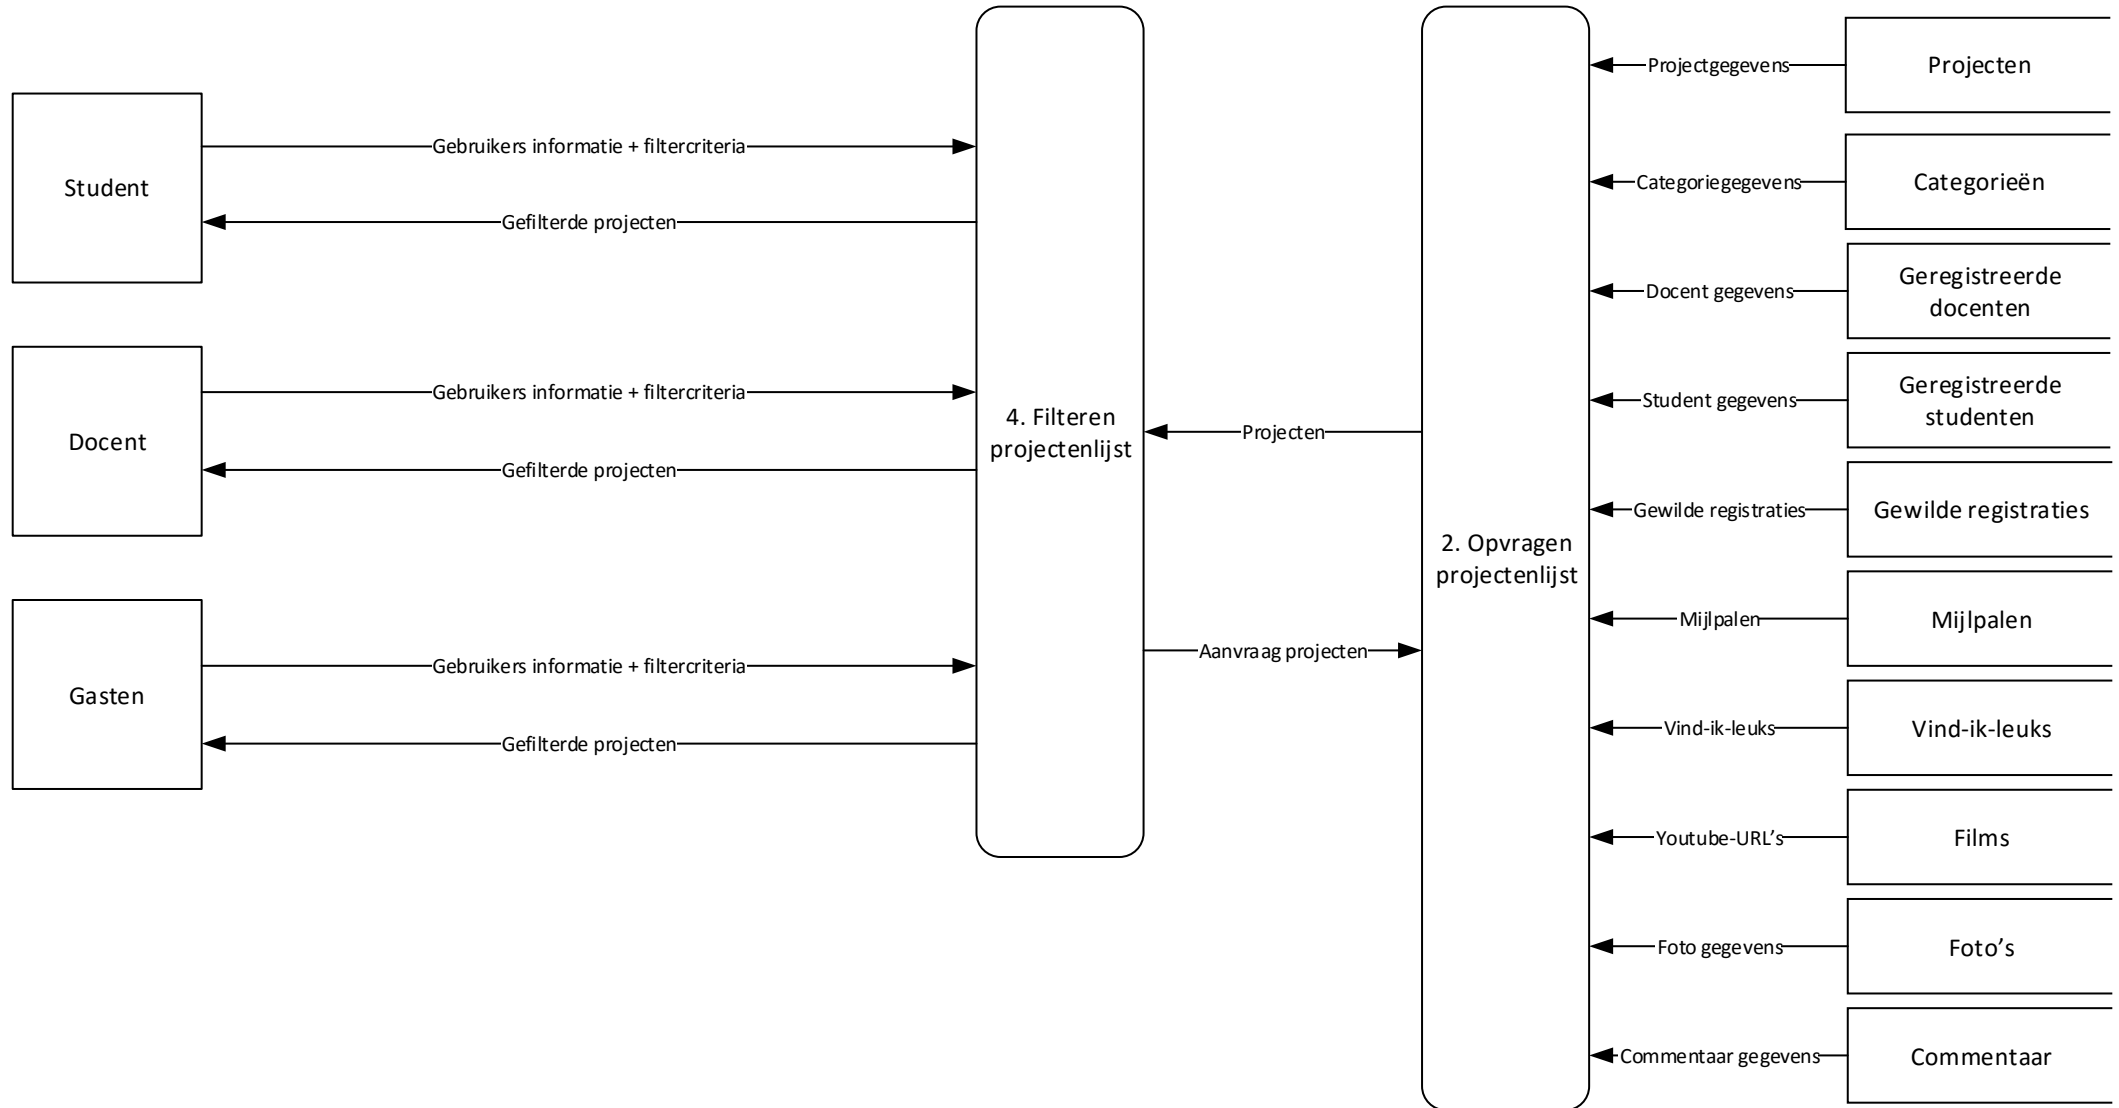 Student
Docent
Gasten
Gebruikers informatie + filtercriteria
Gefilterde projecten
Gebruikers informatie + filtercriteria
Gefilterde projecten
Gebruikers informatie + filtercriteria
Gefilterde projecten
4. Filteren
projectenlijst
Projecten
Aanvraag projecten
2. Opvragen
projectenlijst
Projectgegevens
Categoriegegevens
Docent gegevens
Student gegevens
Gewilde registraties
Mijlpalen
Vind-ik-leuks
Youtube-URL’s
Foto gegevens
Commentaar gegevens
Projecten
Categorieën
Geregistreerde
docenten
Geregistreerde
studenten
Gewilde registraties
Mijlpalen
Vind-ik-leuks
Films
Foto’s
Commentaar